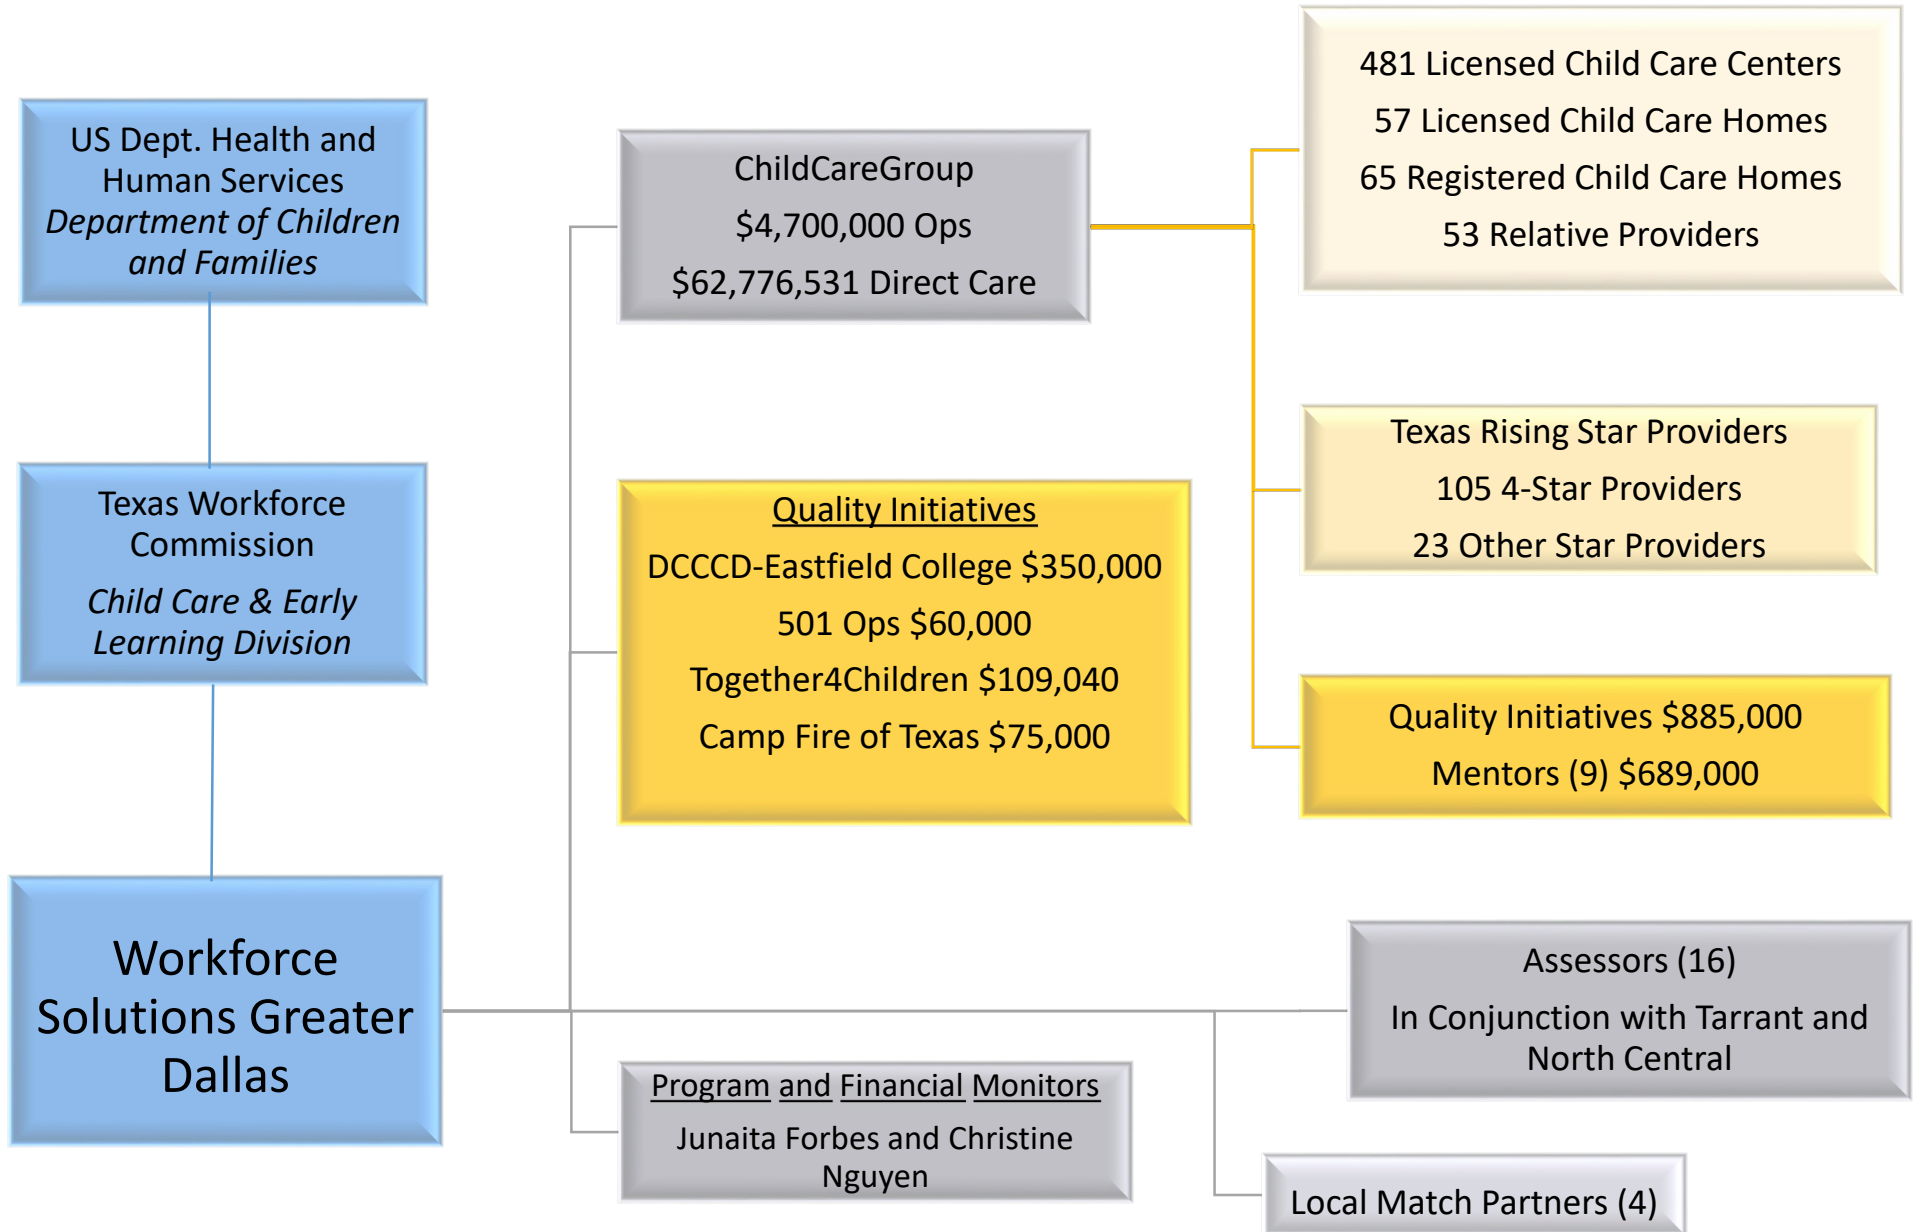 US Dept. Health and
Human Services
Department of Children
and Families
Texas Workforce
Commission
Child Care & Early
Learning Division
Workforce
Solutions Greater
Dallas
ChildCareGroup
$4,700,000 Ops
$62,776,531 Direct Care
Quality Initiatives
DCCCD-Eastfield College $350,000
501 Ops $60,000
Together4Children $109,040
Camp Fire of Texas $75,000
Program and Financial Monitors
Junaita Forbes and Christine
Nguyen
481 Licensed Child Care Centers
57 Licensed Child Care Homes
65 Registered Child Care Homes
53 Relative Providers
Texas Rising Star Providers
105 4-Star Providers
23 Other Star Providers
Quality Initiatives $885,000
Mentors (9) $689,000
Assessors (16)
In Conjunction with Tarrant and
North Central
Local Match Partners (4)